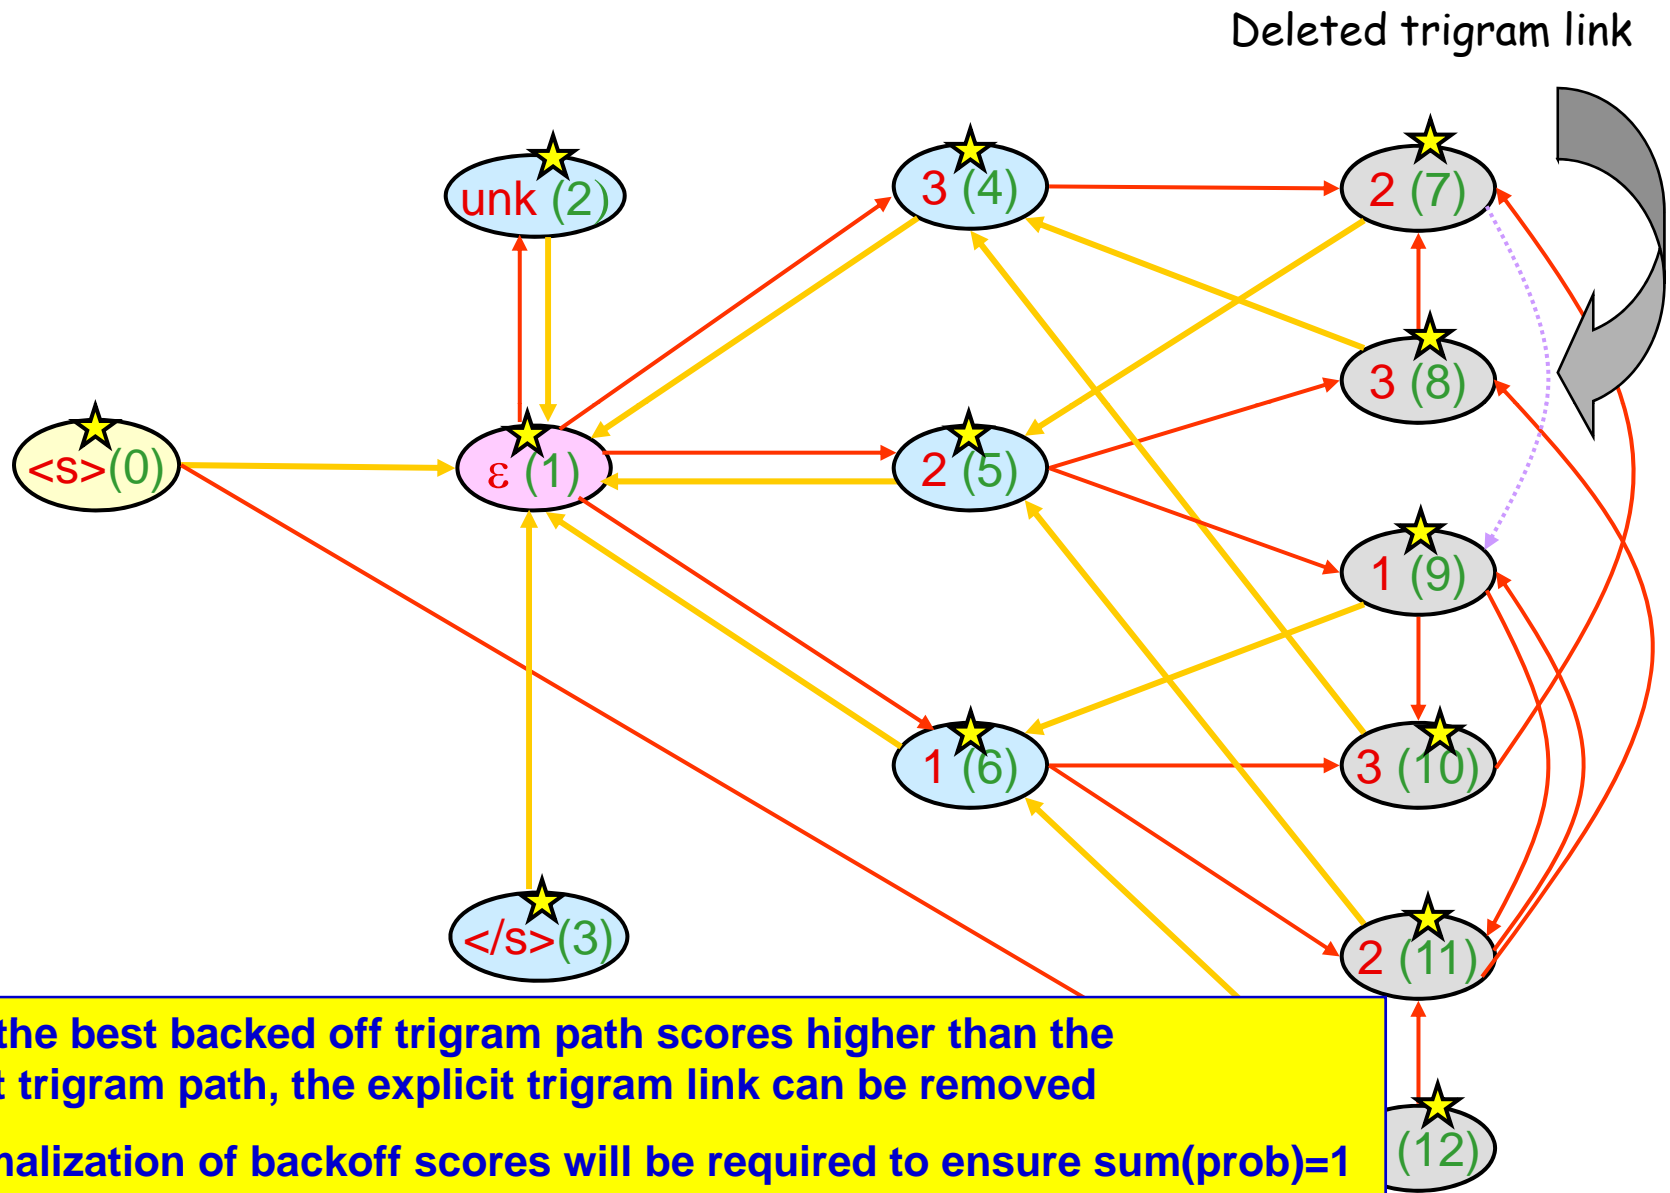 Deleted trigram link
unk (2)
3 (4)
2 (7)
3 (8)
<s>(0)
ε (1)
2 (5)
1 (9)
1 (6)
3 (10)
</s>(3)
2 (11)
the best backed off trigram path scores higher than the
t trigram path, the explicit trigram link can be removed
malization of backoff scores will be required to ensure sum(prob)=1
(12)